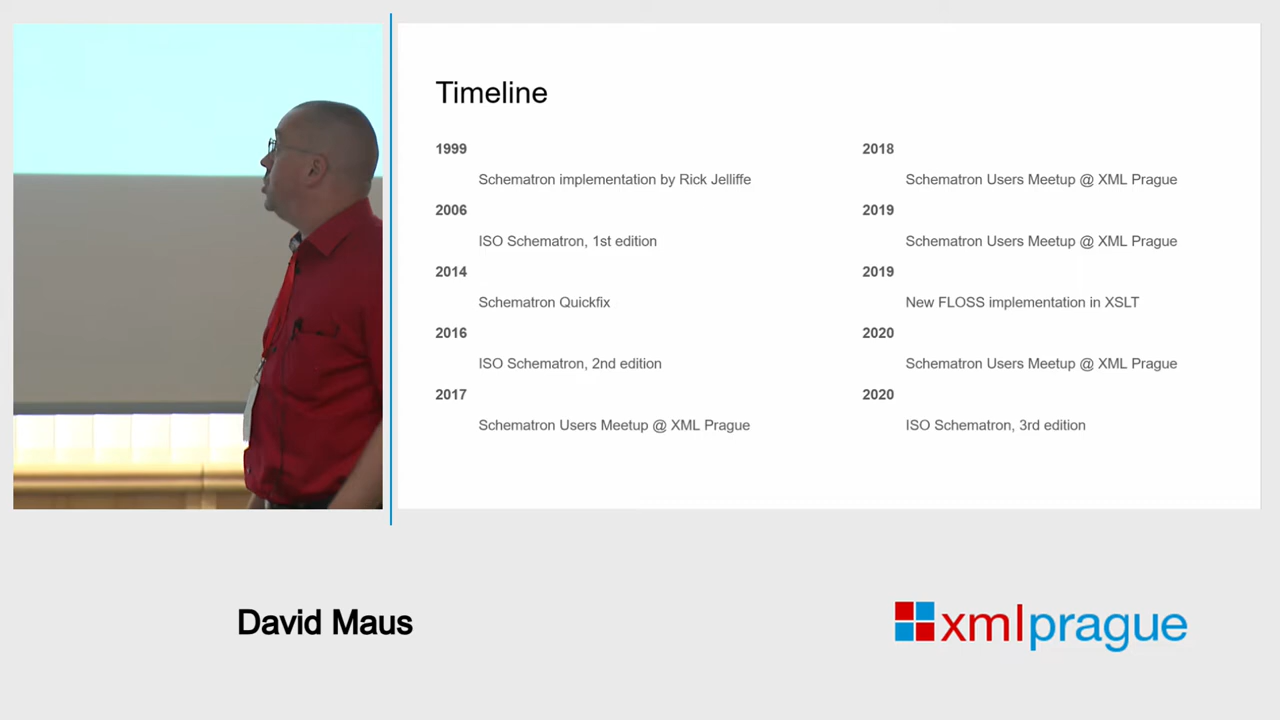 Timeline
1999
Schematron implementation by Rick Jelliffe
2006
ISO Schematron, 1st edition
2014
Schematron Quickfix
2016
ISO Schematron, 2nd edition
2017
Schematron Users Meetup @ XML Prague
2018
Schematron Users Meetup @ XML Prague
2019
Schematron Users Meetup @ XML Prague
2019
New FLOSS implementation in XSLT
2020
Schematron Users Meetup @ XML Prague
2020
ISO Schematron, 3rd edition
David Maus
xmlprague